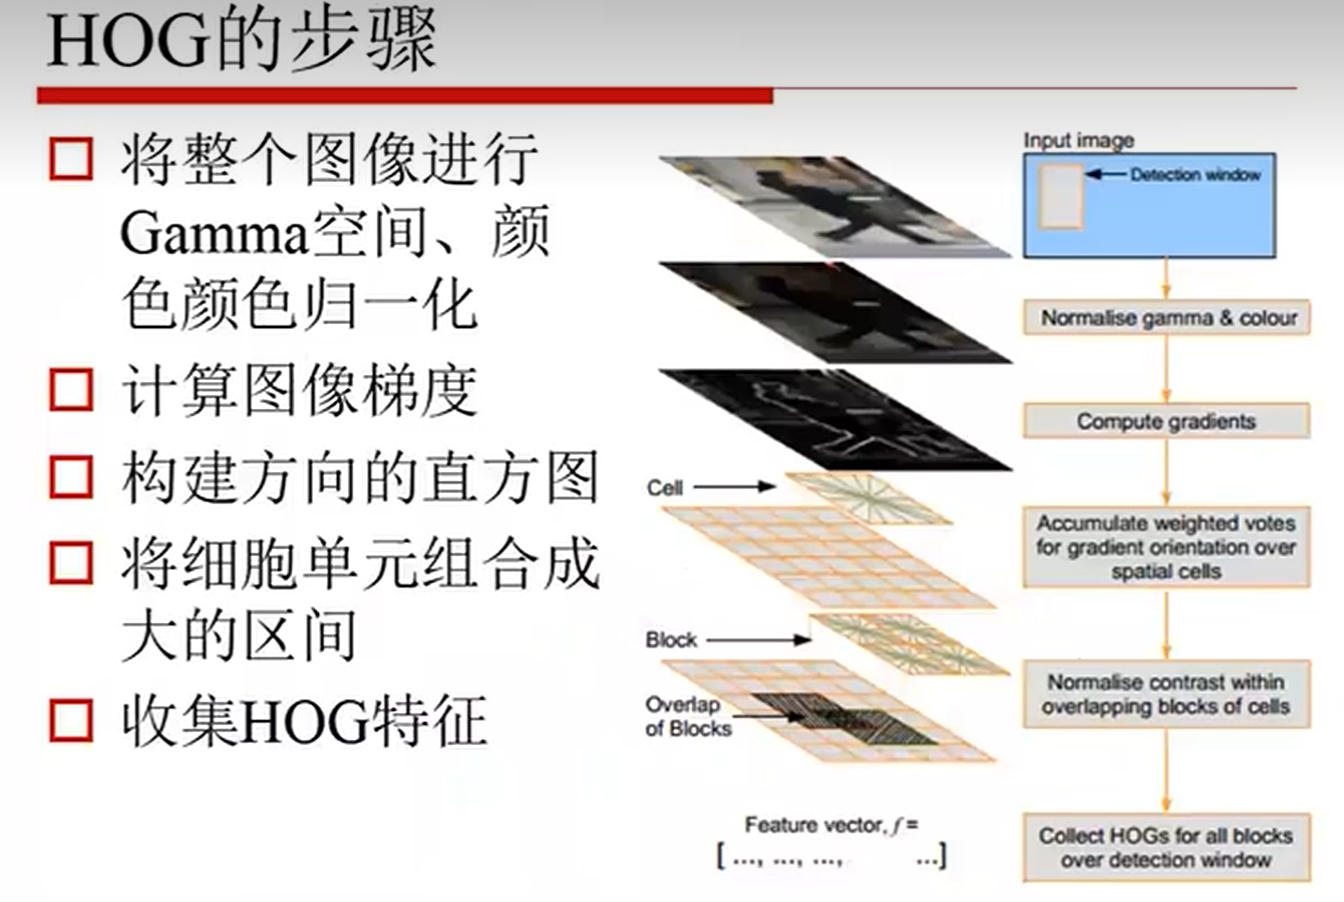 HOG的步骤
将整个图像进行
Gamma空间、颜
色颜色归一化
计算图像梯度
构建方向的直方图
将细胞单元组合成
大的区间
收集HOG特征
Cell
Block
Overlap
of Blocks
Feature vector, f =
[ ..., ..., ..., ...]
Input image
Detection window
Normalise gamma & colour
Compute gradients
Accumulate weighted votes
for gradient orientation over
spatial cells
Normalise contrast within
overlapping blocks of cells
Collect HOGs for all blocks
over detection window